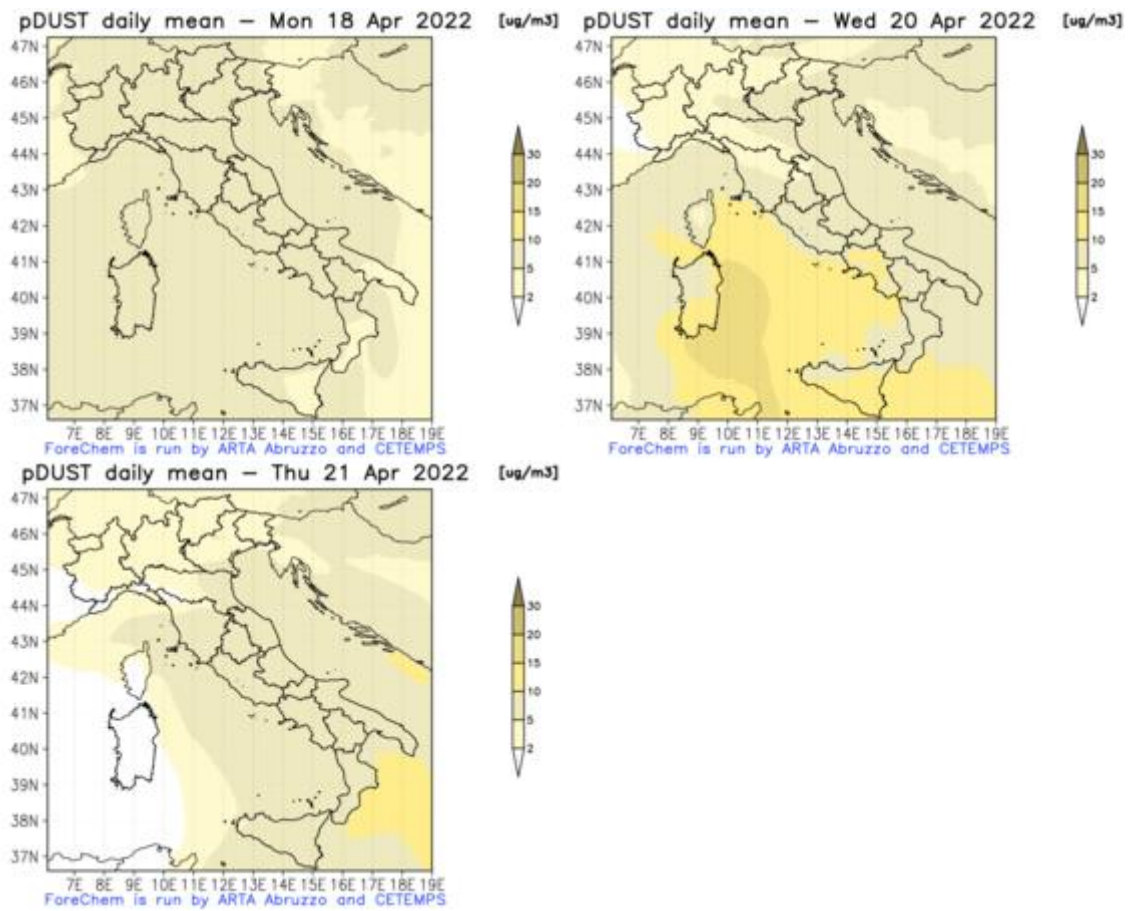 pDUST daily mean – Mon 18 Apr 2022 [ug/m3]
47N
46N
45N
44N
43N
42N
41N
40N
39N
38N
37N
7E 8E 9E 10E 11E 12E 13E 14E 15E 16E 17E 18E 19E
30
20
15
10
5
2
ForeChem is run by ARTA Abruzzo and CETEMPS
pDUST daily mean – Wed 20 Apr 2022 [ug/m3]
47N
46N
45N
44N
43N
42N
41N
40N
39N
38N
37N
7E 8E 9E 10E 11E 12E 13E 14E 15E 16E 17E 18E 19E
30
20
15
10
5
2
ForeChem is run by ARTA Abruzzo and CETEMPS
pDUST daily mean – Thu 21 Apr 2022 [ug/m3]
47N
46N
45N
44N
43N
42N
41N
40N
39N
38N
37N
7E 8E 9E 10E 11E 12E 13E 14E 15E 16E 17E 18E 19E
30
20
15
10
5
2
ForeChem is run by ARTA Abruzzo and CETEMPS